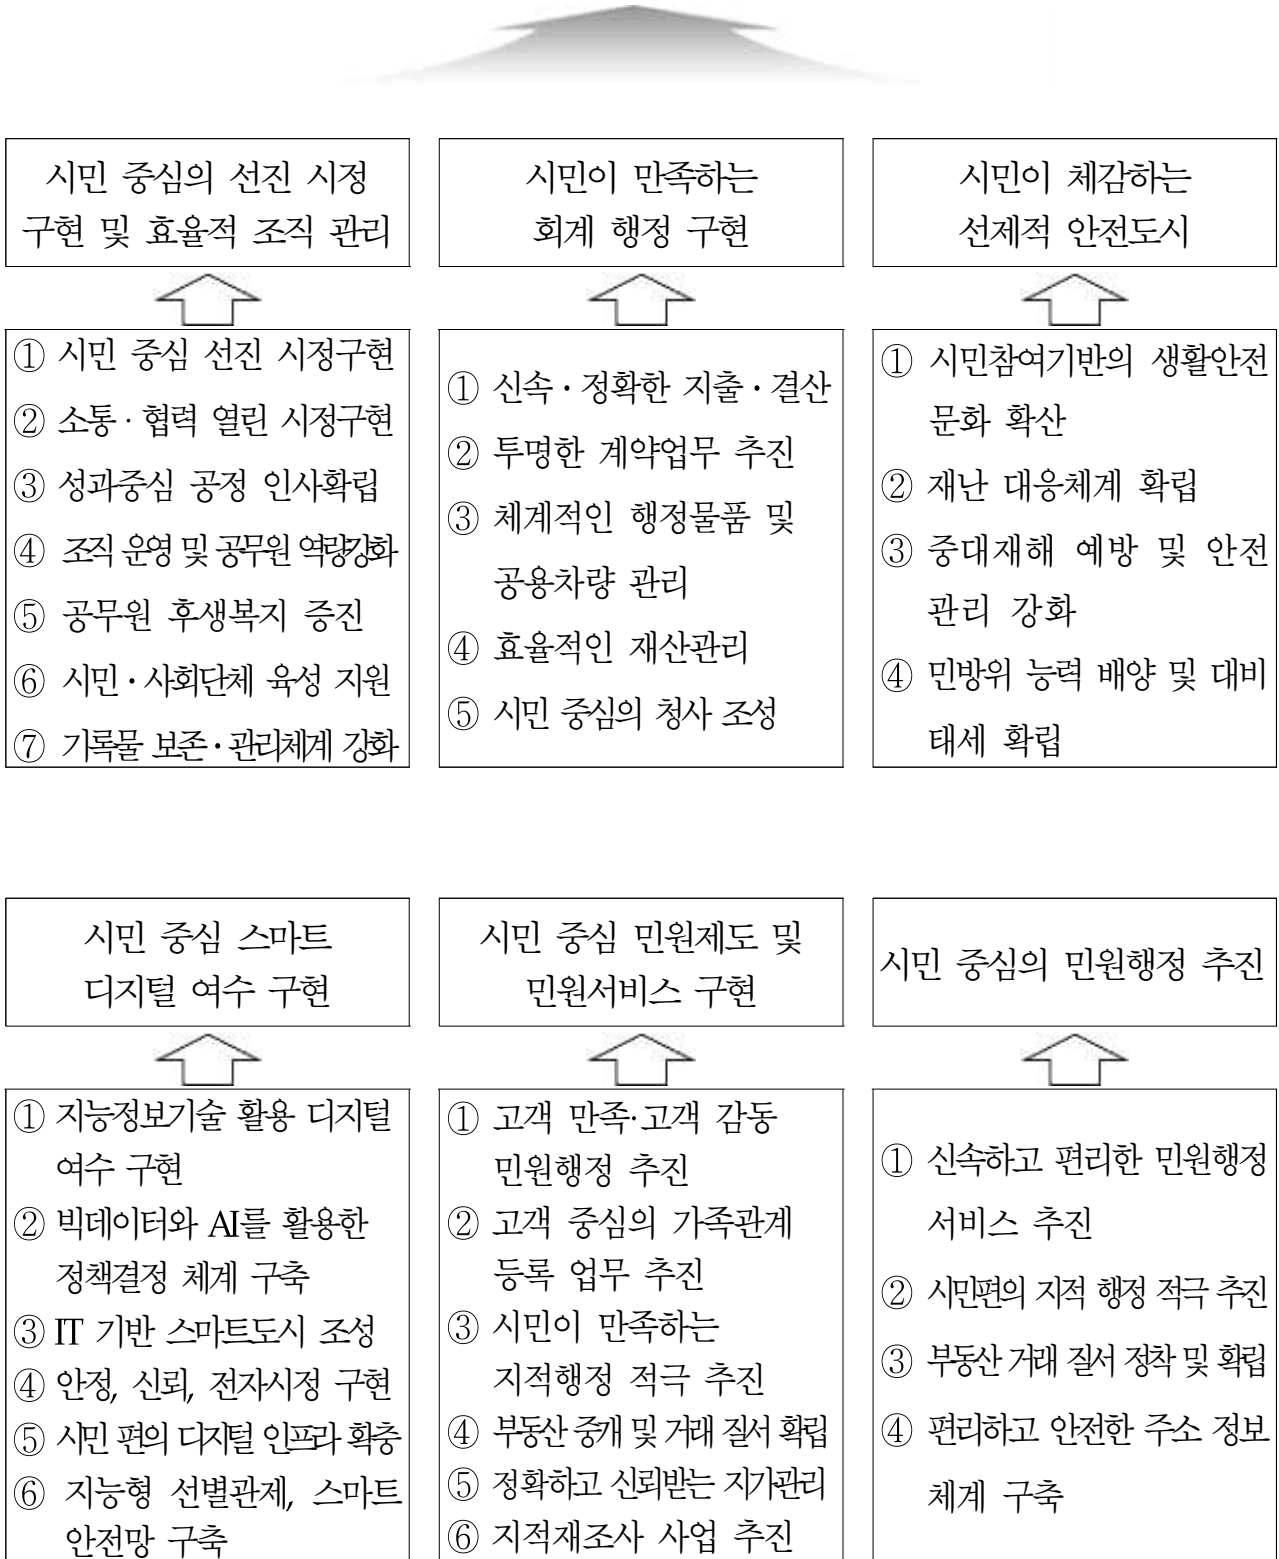 시민 중심의 선진 시정
구현 및 효율적 조직 관리
① 시민 중심 선진 시정구현
② 소통·협력 열린 시정구현
③ 성과중심 공정 인사확립
④ 조직 운영 및 공무원 역량강화
⑤ 공무원 후생복지 증진
⑥ 시민·사회단체 육성 지원
⑦ 기록물 보존·관리체계 강화
시민이 만족하는
회계 행정 구현
① 신속·정확한 지출·결산
② 투명한 계약업무 추진
③ 체계적인 행정물품 및
공용차량 관리
④ 효율적인 재산관리
⑤ 시민 중심의 청사 조성
시민이 체감하는
선제적 안전도시
① 시민참여기반의 생활안전
문화 확산
② 재난 대응체계 확립
③ 중대재해 예방 및 안전
관리 강화
④ 민방위 능력 배양 및 대비
태세 확립
시민 중심 스마트
디지털 여수 구현
① 지능정보기술 활용 디지털
여수 구현
② 빅데이터와 AI를 활용한
정책결정 체계 구축
③ IT 기반 스마트도시 조성
④ 안정, 신뢰, 전자시정 구현
⑤ 시민 편의 디지털 인프라 확충
⑥ 지능형 선별관제, 스마트
안전망 구축
시민 중심 민원제도 및
민원서비스 구현
① 고객 만족·고객 감동
민원행정 추진
② 고객 중심의 가족관계
등록 업무 추진
③ 시민이 만족하는
지적행정 적극 추진
④ 부동산 중개 및 거래 질서 확립
⑤ 정확하고 신뢰받는 지가관리
⑥ 지적재조사 사업 추진
시민 중심의 민원행정 추진
① 신속하고 편리한 민원행정
서비스 추진
② 시민편의 지적 행정 적극 추진
③ 부동산 거래 질서 정착 및 확립
④ 편리하고 안전한 주소 정보
체계 구축